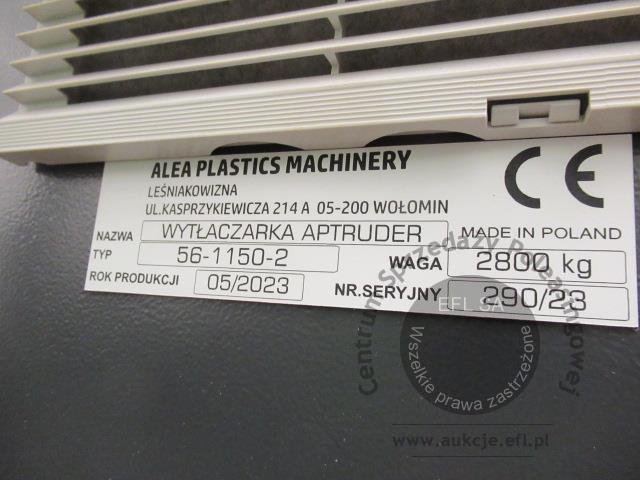 ALEA PLASTICS MACHINERY
LEŚNIAKOWIZNA
UL.KASPRZYKIEWICZA 214 A 05-200 WOŁOMIN
CE
NAZWA WYTŁACZARKA APTRUDER MADE IN POLAND
TYP 56-1150-2 WAGA 2800 kg
ROK PRODUKCJI 05/2023 NR.SERYJNY 290/23
Centrum Sprzedaży Poleasingowej
EFL SA
Wszelkie prawa zastrzeżone
www.aukcje.efl.pl